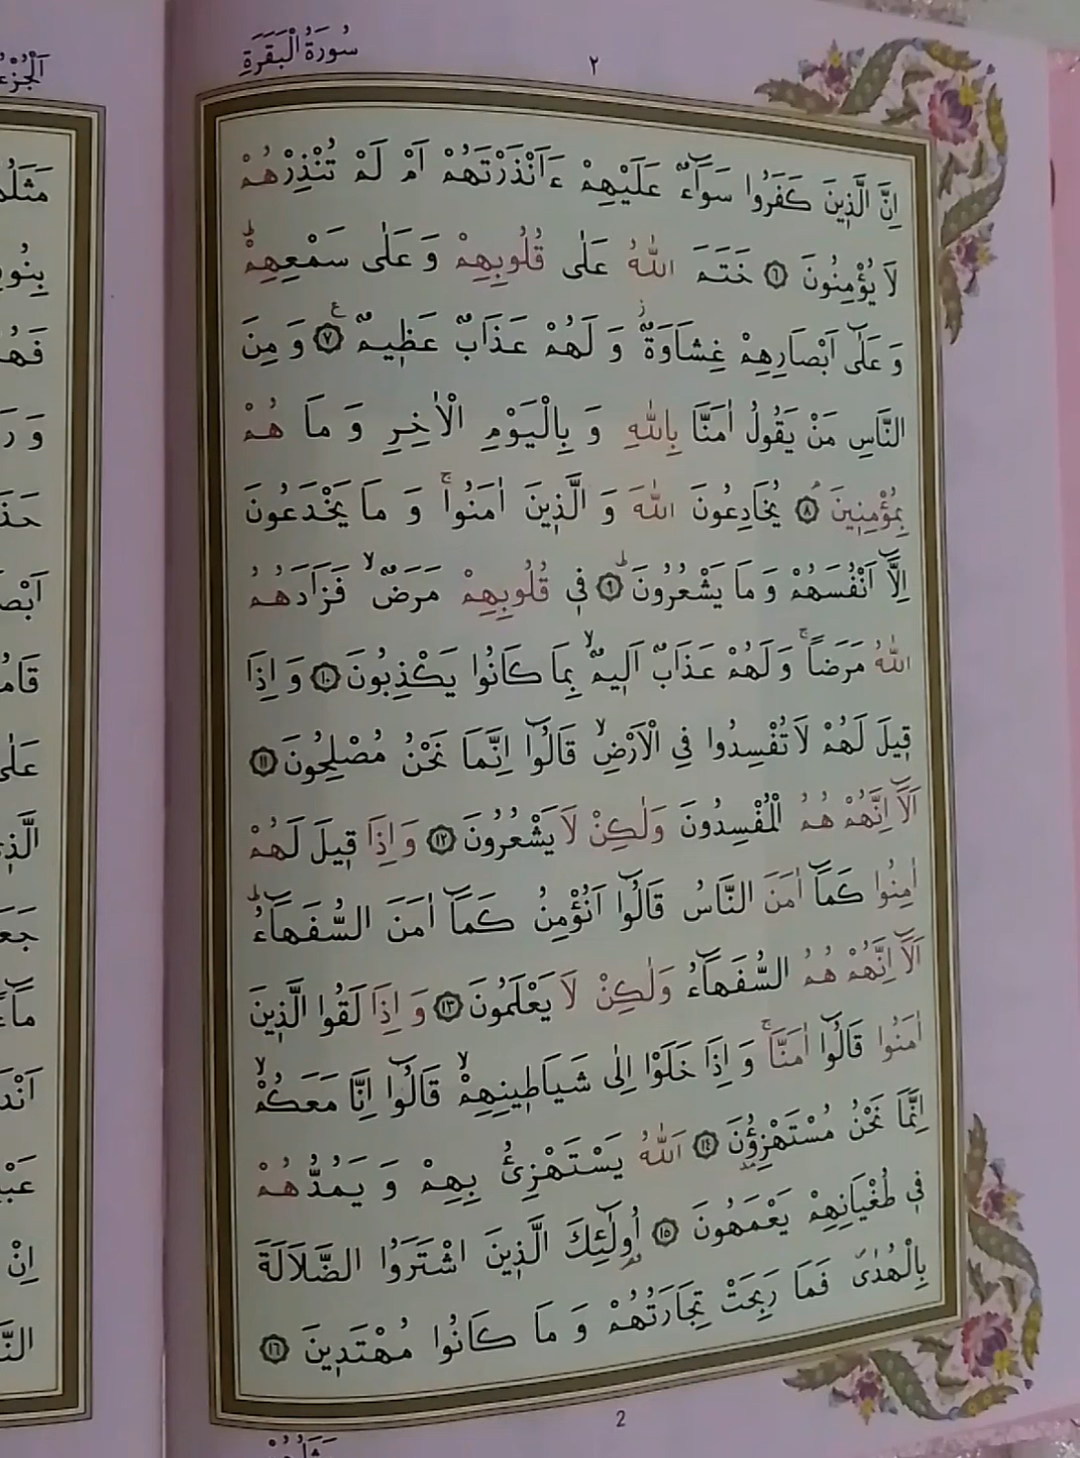 سُورَةُ الْبَقَرَةِ
٢
اِنَّ الَّذ۪ينَ كَفَرُوا سَوَٓاءٌ عَلَيْهِمْ ءَاَنْذَرْتَهُمْ اَمْ لَمْ تُنْذِرْهُمْ
لَا يُؤْمِنُونَ ﴿٦﴾ خَتَمَ اللّٰهُ عَلٰى قُلُوبِهِمْ وَ عَلٰى سَمْعِهِمْۜ
وَ عَلٰٓى اَبْصَارِهِمْ غِشَاوَةٌۘ وَ لَهُمْ عَذَابٌ عَظ۪يمٌ ﴿٧﴾ وَ مِنَ
النَّاسِ مَنْ يَقُولُ اٰمَنَّا بِاللّٰهِ وَ بِالْيَوْمِ الْاٰخِرِ وَ مَا هُمْ
بِمُؤْمِن۪ينَۢ ﴿٨﴾ يُخَادِعُونَ اللّٰهَ وَ الَّذ۪ينَ اٰمَنُواۚ وَ مَا يَخْدَعُونَ
اِلَّٓا اَنْفُسَهُمْ وَ مَا يَشْعُرُونَۜ ﴿٩﴾ ف۪ي قُلُوبِهِمْ مَرَضٌۙ فَزَادَهُمُ
اللّٰهُ مَرَضاًۚ وَ لَهُمْ عَذَابٌ اَل۪يمٌۙ بِمَا كَانُوا يَكْذِبُونَ ﴿١٠﴾ وَ اِذَا
ق۪يلَ لَهُمْ لَا تُفْسِدُوا فِي الْاَرْضِۙ قَالُٓوا اِنَّمَا نَحْنُ مُصْلِحُونَ ﴿١١﴾
اَلَٓا اِنَّهُمْ هُمُ الْمُفْسِدُونَ وَلٰكِنْ لَا يَشْعُرُونَ ﴿١٢﴾ وَ اِذَا ق۪يلَ لَهُمْ
اٰمِنُوا كَمَٓا اٰمَنَ النَّاسُ قَالُٓوا اَنُؤْمِنُ كَمَٓا اٰمَنَ السُّفَهَٓاءُۜ
اَلَٓا اِنَّهُمْ هُمُ السُّفَهَٓاءُ وَلٰكِنْ لَا يَعْلَمُونَ ﴿١٣﴾ وَ اِذَا لَقُوا الَّذ۪ينَ
اٰمَنُوا قَالُٓوا اٰمَنَّاۚ وَ اِذَا خَلَوْا اِلٰى شَيَاط۪ينِهِمْۙ قَالُٓوا اِنَّا مَعَكُمْۙ
اِنَّمَا نَحْنُ مُسْتَهْزِؤُ۫نَ ﴿١٤﴾ اَللّٰهُ يَسْتَهْزِئُ بِهِمْ وَ يَمُدُّهُمْ
ف۪ي طُغْيَانِهِمْ يَعْمَهُونَ ﴿١٥﴾ اُو۬لٰٓئِكَ الَّذ۪ينَ اشْتَرَوُا الضَّلَالَةَ
بِالْهُدٰىۖ فَمَا رَبِحَتْ تِجَارَتُهُمْ وَ مَا كَانُوا مُهْتَد۪ينَ ﴿١٦﴾
2